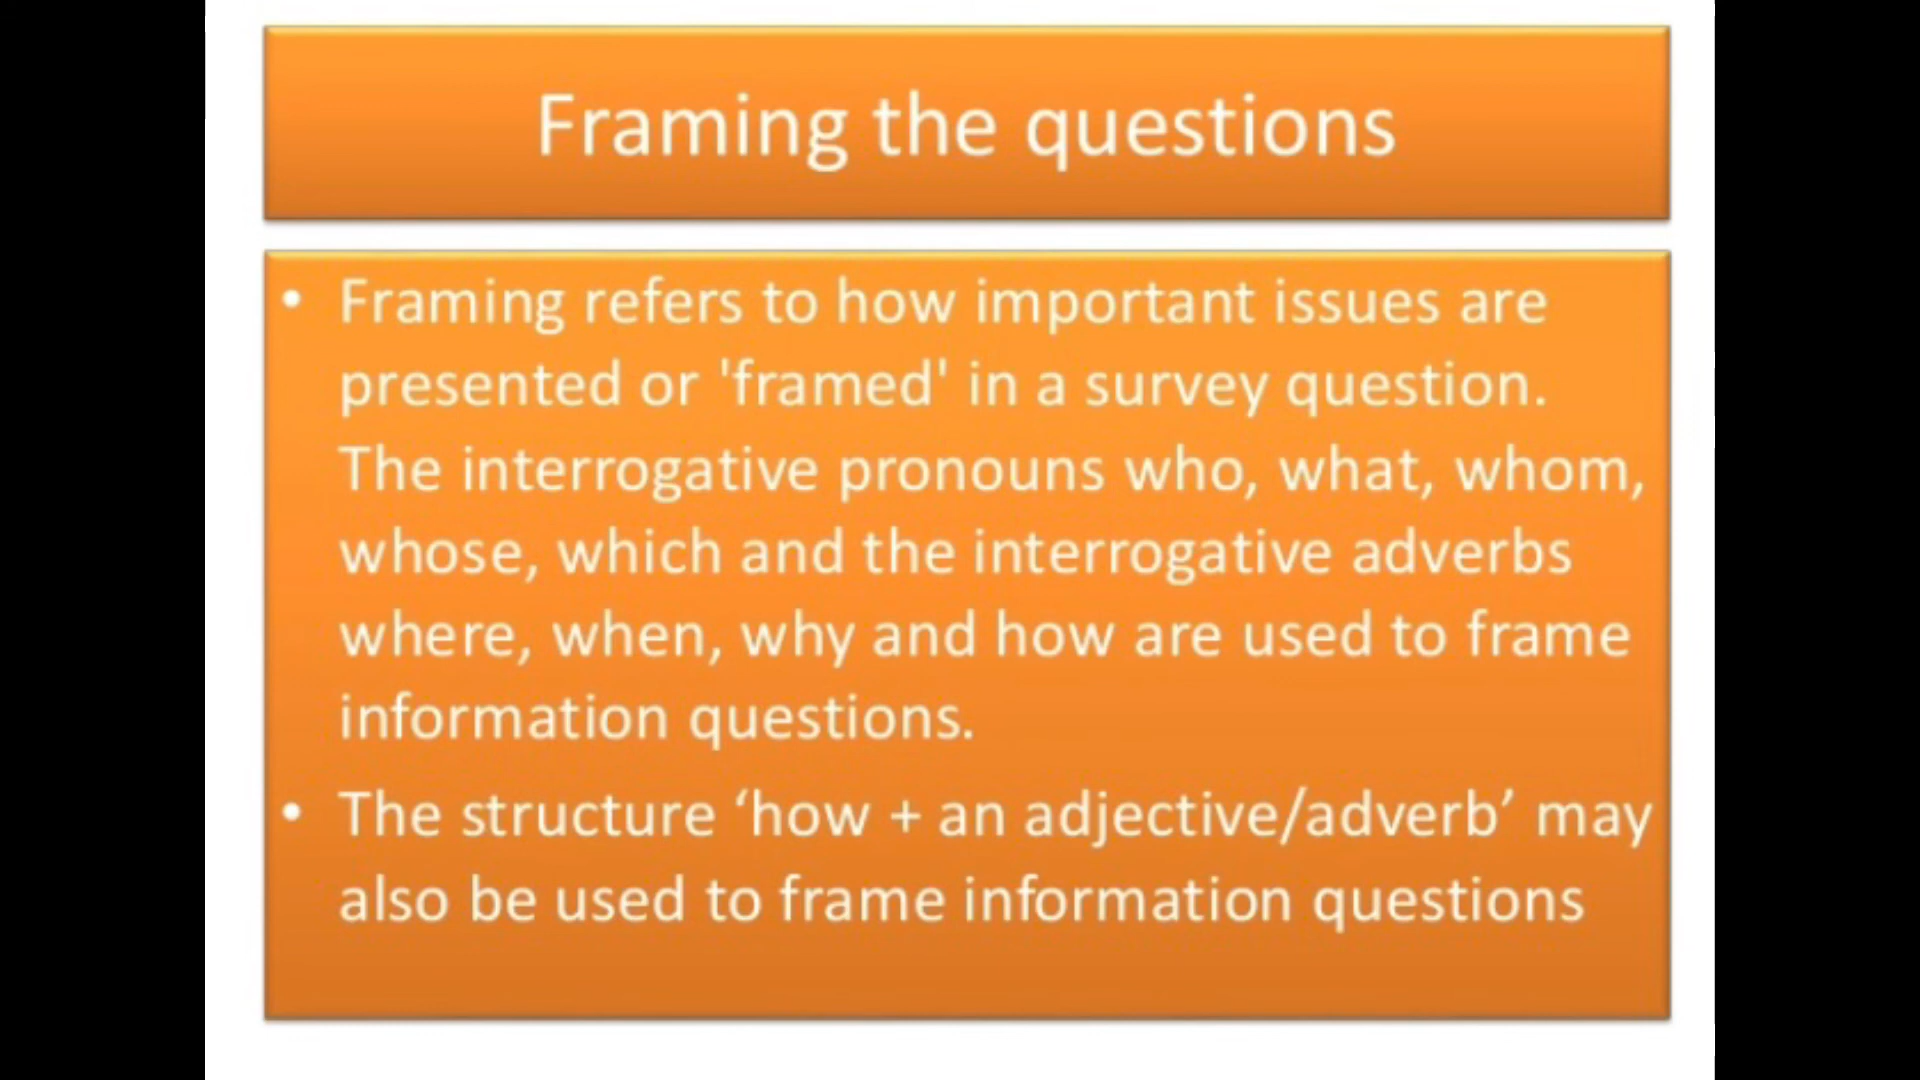 Framing the questions
• Framing refers to how important issues are
presented or 'framed' in a survey question.
The interrogative pronouns who, what, whom,
whose, which and the interrogative adverbs
where, when, why and how are used to frame
information questions.
• The structure ‘how + an adjective/adverb’ may
also be used to frame information questions